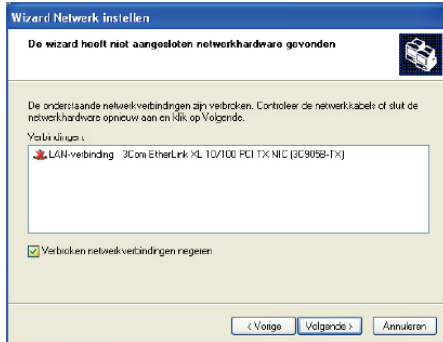 Wizard Netwerk instellen
De wizard heeft niet aangesloten netwerkhardware gevonden
De onderstaande netwerkverbindingen zijn verbroken. Controleer de netwerkkabels of sluit de
netwerkhardware opnieuw aan en klik op Volgende.
Verbindingen:
LAN-verbinding 3Com EtherLink XL 10/100 PCI TX NIC (3C905B-TX)
Verbroken netwerkverbindingen negeren
< Vorige
Volgende >
Annuleren